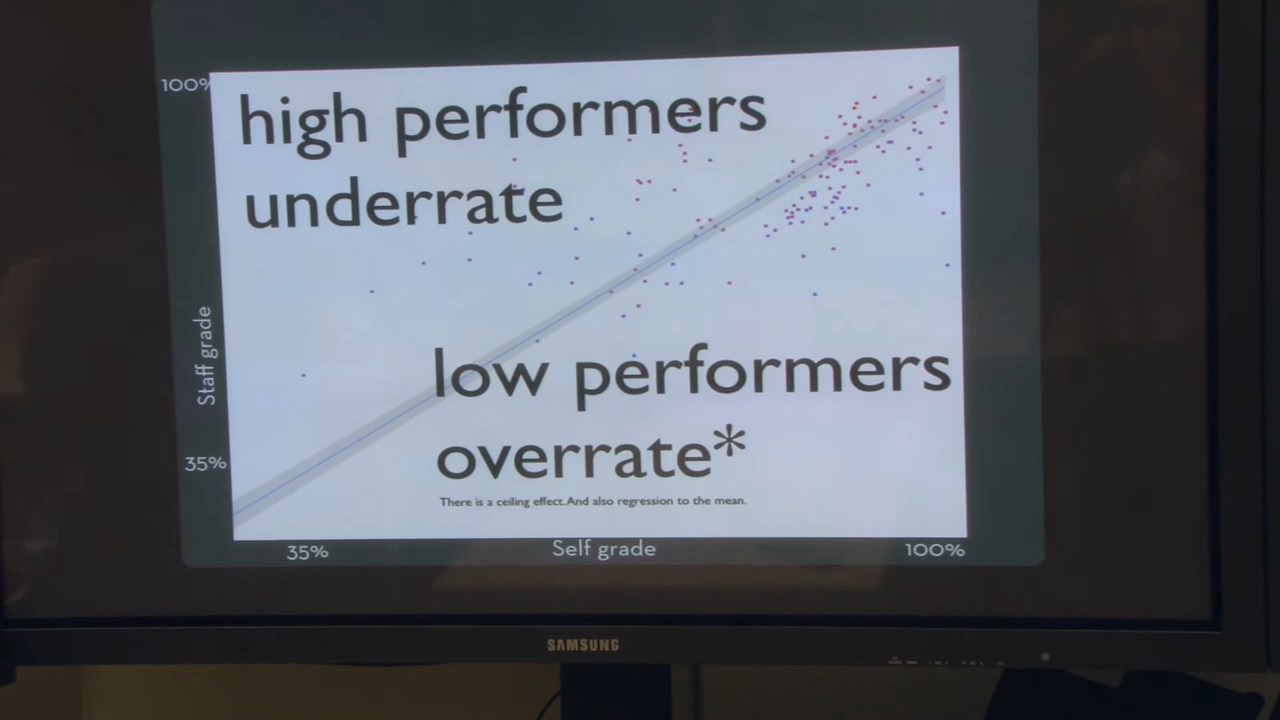 100%
high performers
underrate
Staff grade
low performers
overrate*
35%
There is a ceiling effect. And also regression to the mean.
35%
Self grade
100%
SAMSUNG